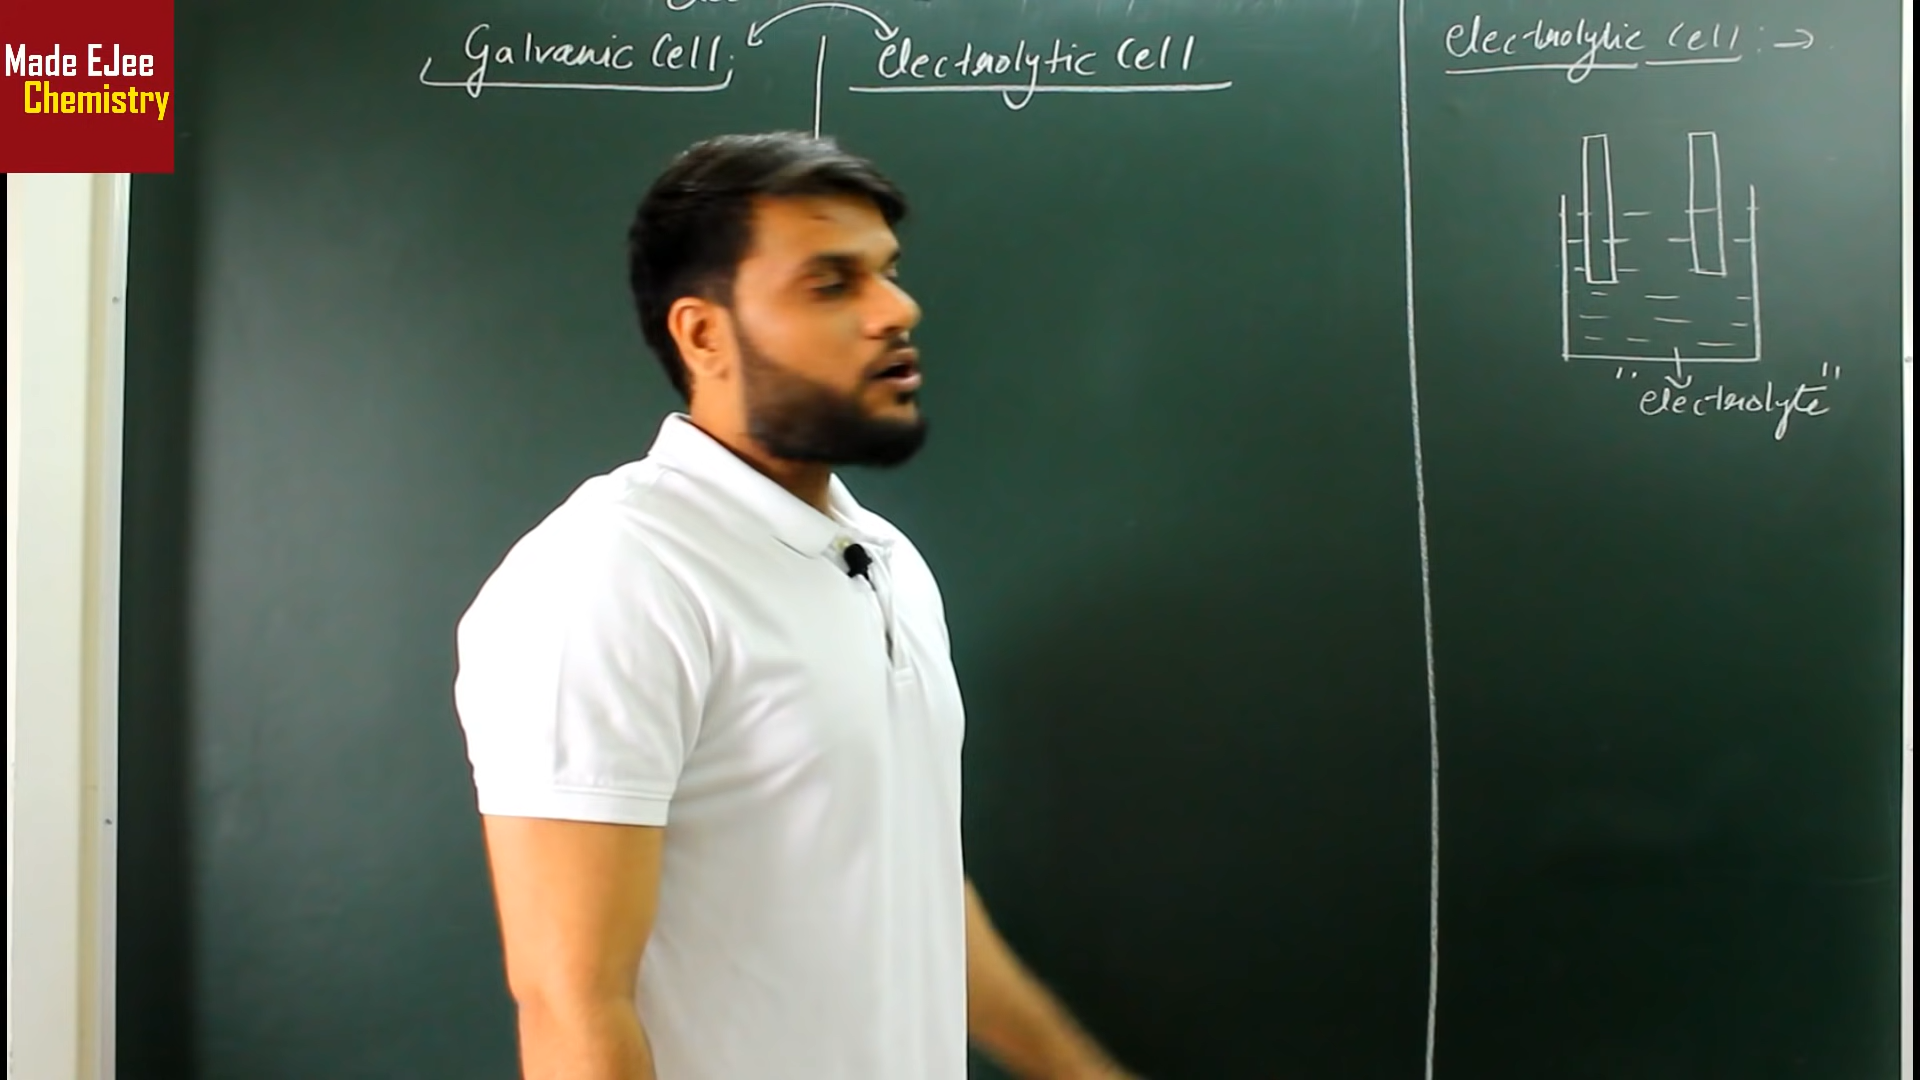 Made EJee
Chemistry
Galvanic Cell
electrolytic Cell
electrolytic cell :→
"electrolyte"